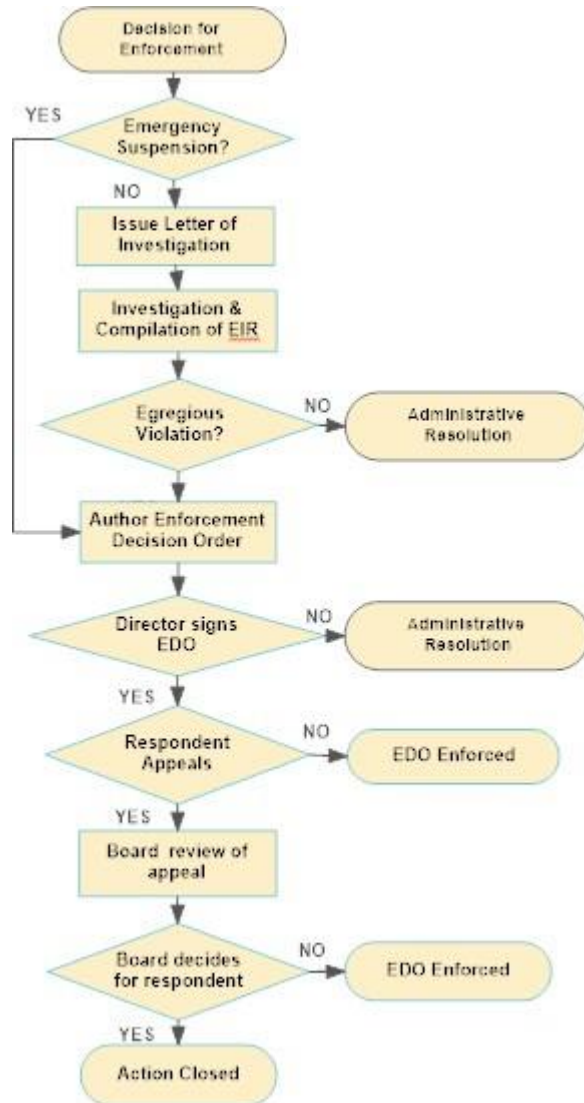 Decision for
Enforcement
YES
Emergency
Suspension?
NO
Issue Letter of
Investigation
Investigation &
Compilation of EIR
Egregious
Violation?
NO
Administrative
Resolution
Author Enforcement
Decision Order
Director signs
EDO
NO
Administrative
Resolution
YES
Respondent
Appeals
NO
EDO Enforced
YES
Board review of
appeal
Board decides
for respondent
NO
EDO Enforced
YES
Action Closed